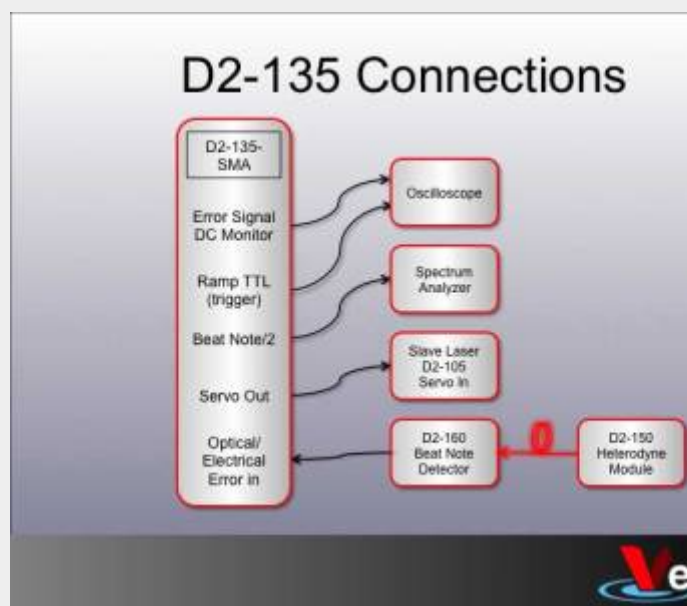 D2-135 Connections
D2-135-
SMA
Error Signal
DC Monitor
Ramp TTL
(trigger)
Beat Note/2
Servo Out
Optical/
Electrical
Error in
Oscilloscope
Spectrum
Analyzer
Slave Laser
D2-105
Servo In
D2-160
Beat Note
Detector
D2-150
Heterodyne
Module
Ve